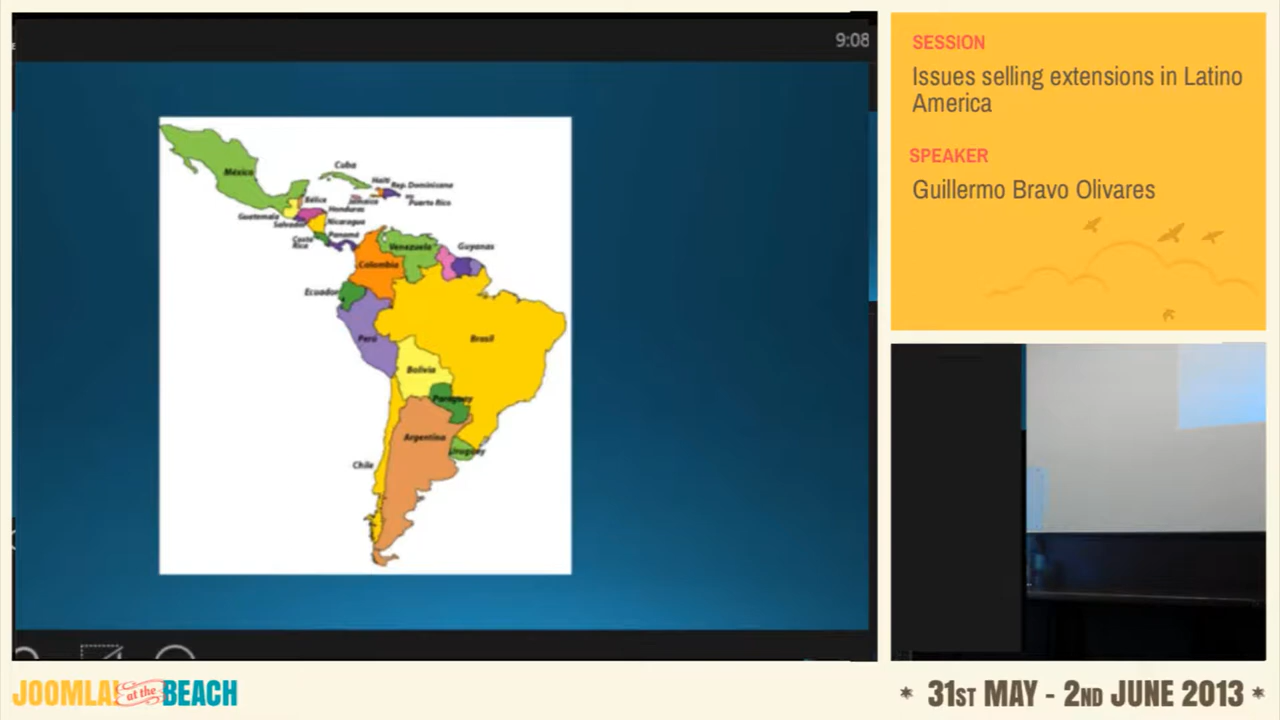 9:08
México
Cuba
Haití
Rep. Dominicana
Jamaica
Puerto Rico
Belice
Honduras
Guatemala
Salvador
Nicaragua
Costa
Rica
Panamá
Venezuela
Guyanas
Colombia
Ecuador
Perú
Brasil
Bolivia
Paraguay
Argentina
Uruguay
Chile
SESSION
Issues selling extensions in Latino
America
SPEAKER
Guillermo Bravo Olivares
JOOMLA! at the BEACH
* 31ST MAY - 2ND JUNE 2013 *